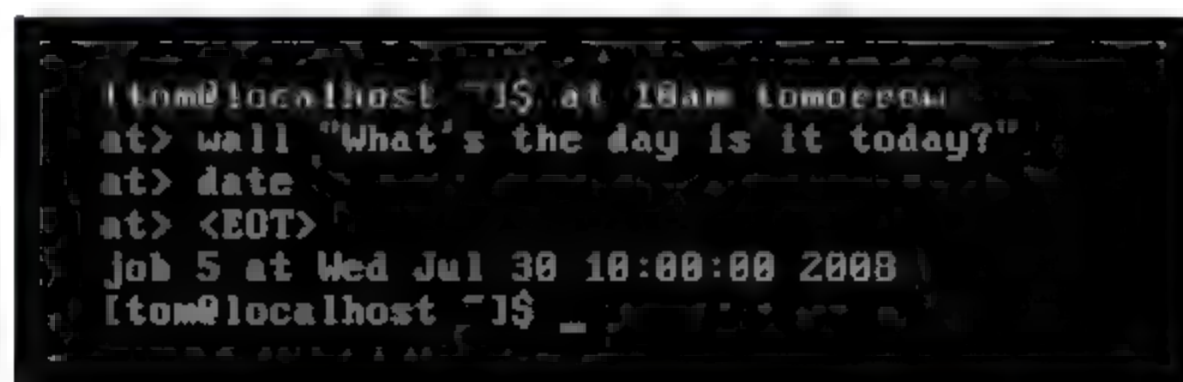 [tom@localhost ~]$ at 10am tomorrow
at> wall "What's the day is it today?"
at> date
at> <EOT>
job 5 at Wed Jul 30 10:00:00 2008
[tom@localhost ~]$ _